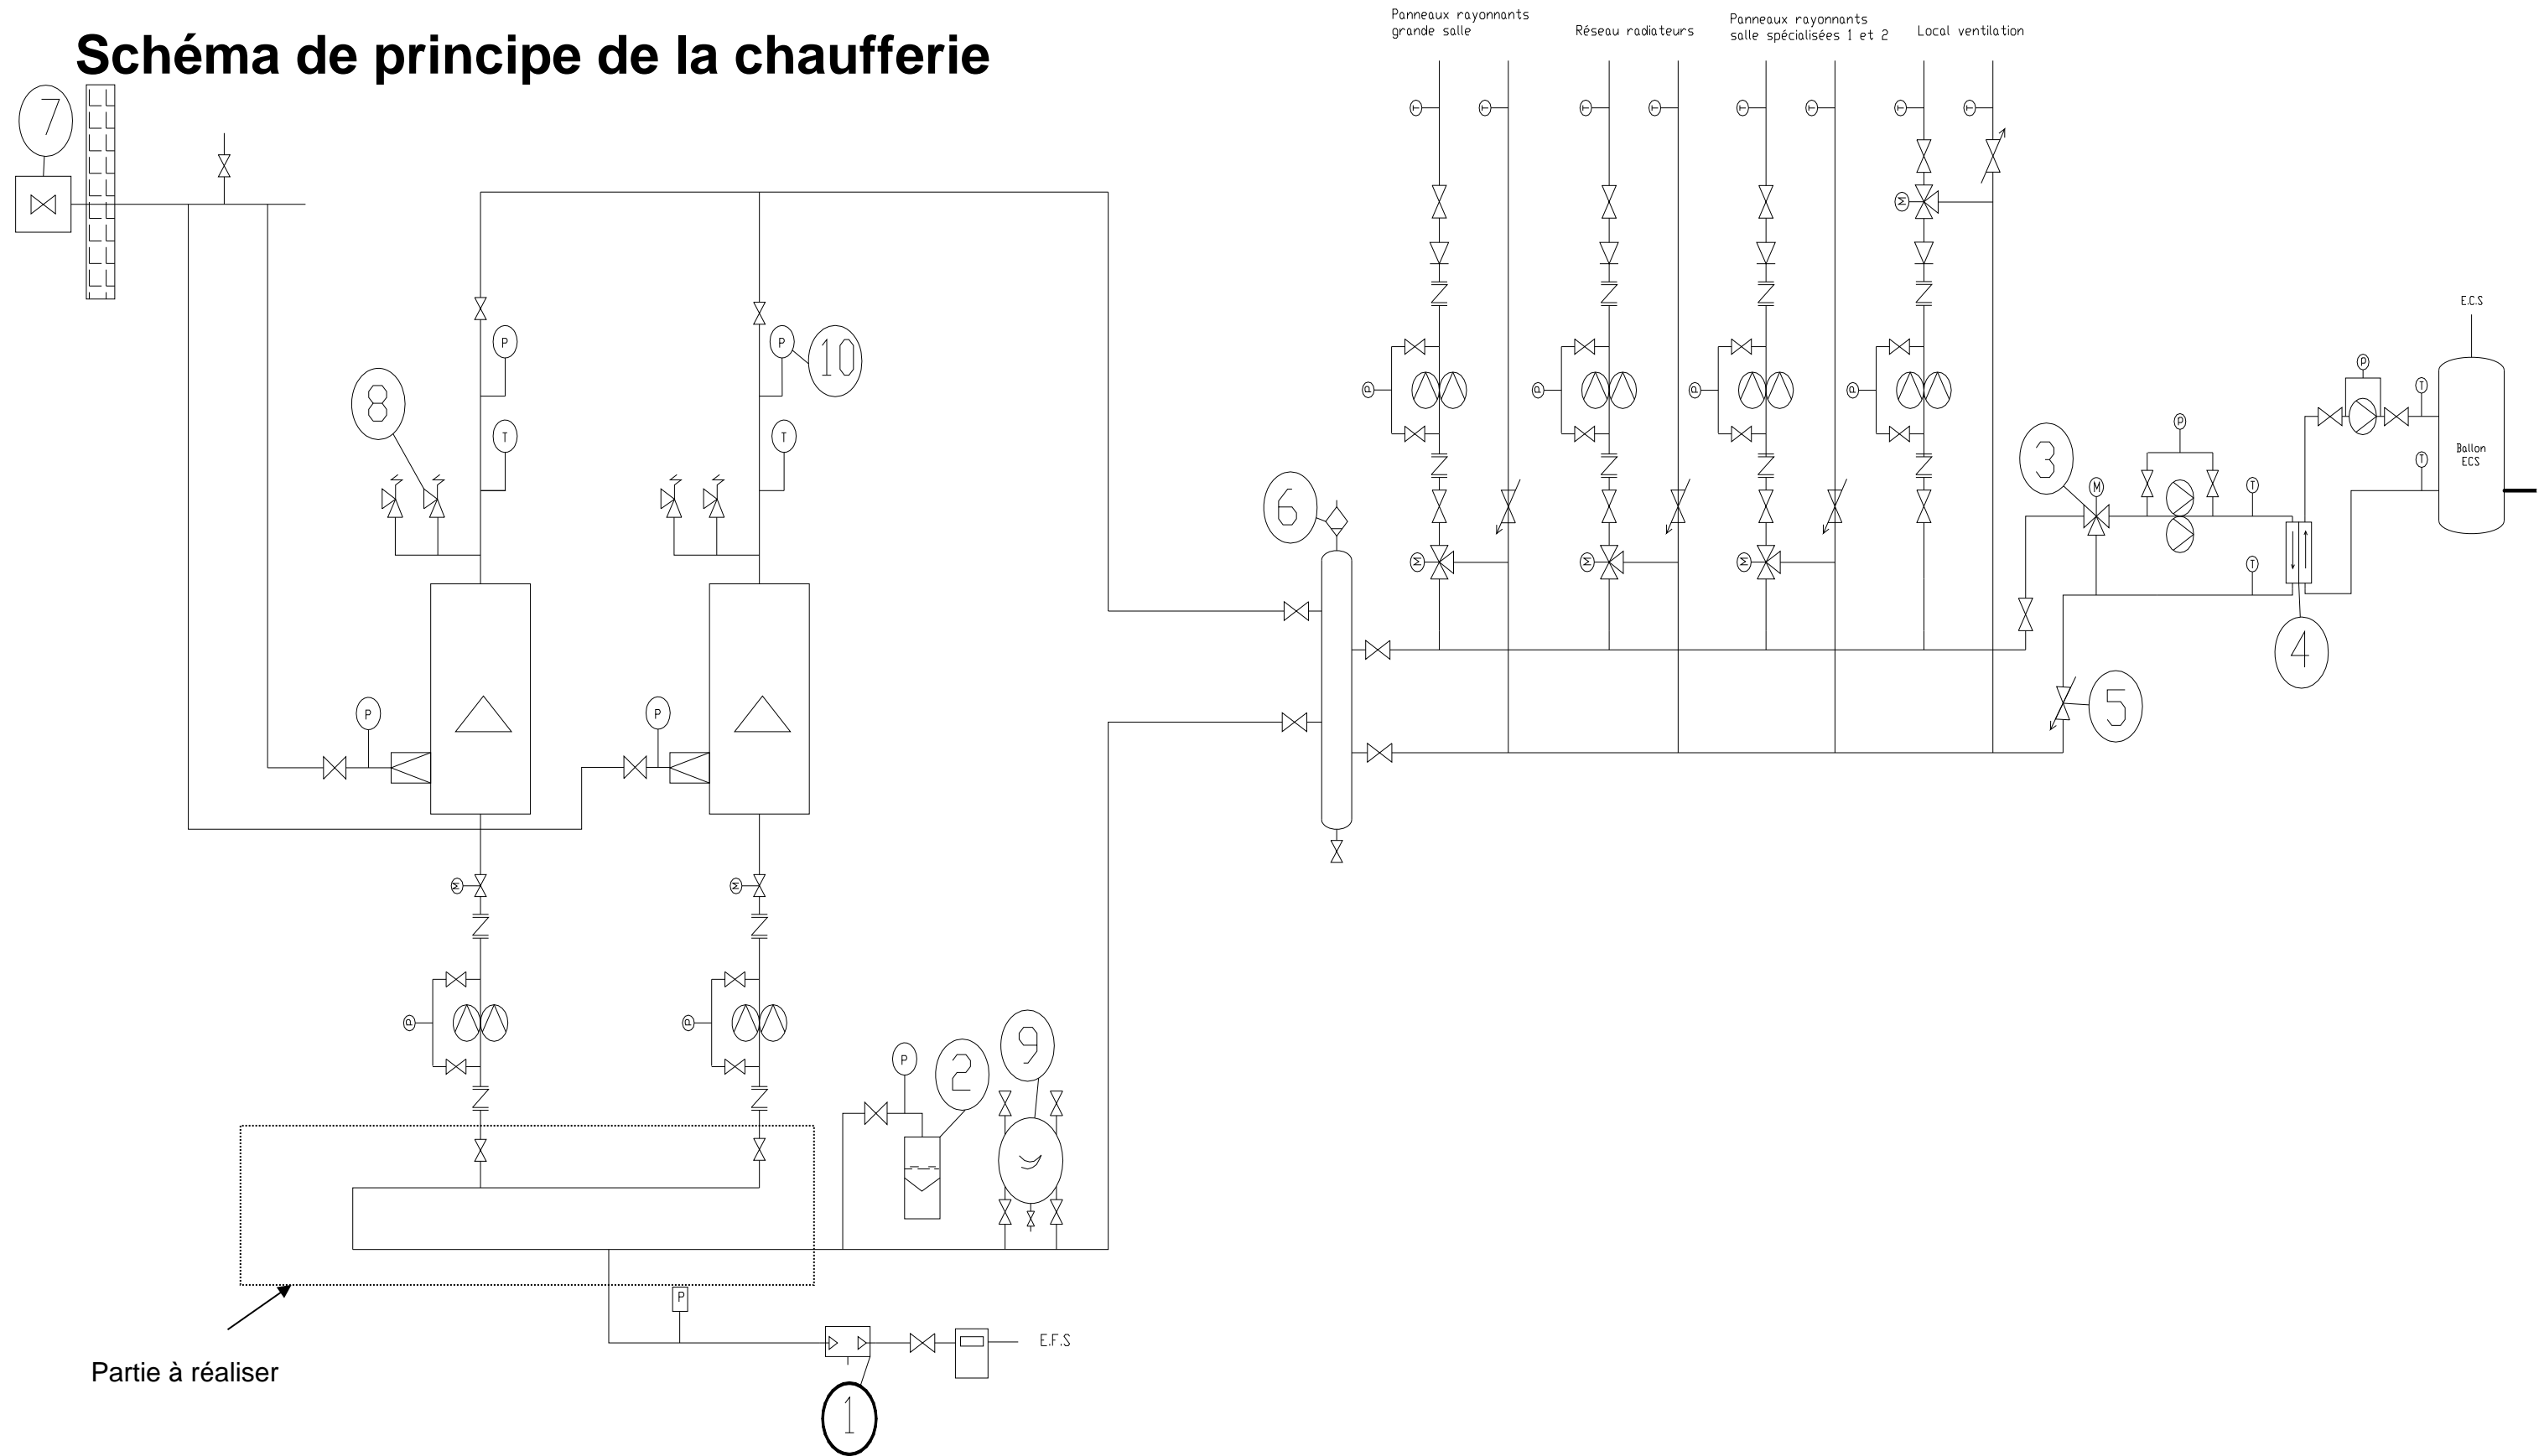 Schéma de principe de la chaufferie
Panneaux rayonnants
grande salle
Réseau radiateurs
Panneaux rayonnants
salle spécialisées 1 et 2
Local ventilation
7
T
T
T
T
T
T
T
T
M
P
P
10
8
T
T
E.C.S
P
P
P
P
P
T
P
3
Ballon
ECS
T
M
T
6
M
M
M
T
4
P
P
5
M
M
P
P
P
2
9
P
E.F.S
Partie à réaliser
1